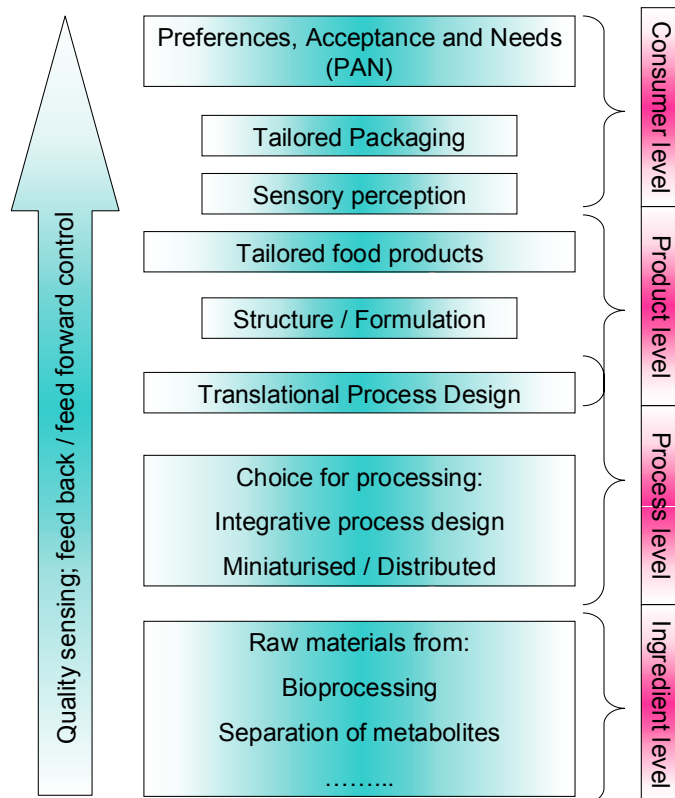 Preferences, Acceptance and Needs
(PAN)
Tailored Packaging
Sensory perception
Tailored food products
Structure / Formulation
Translational Process Design
Choice for processing:
Integrative process design
Miniaturised / Distributed
Raw materials from:
Bioprocessing
Separation of metabolites
……...
Quality sensing; feed back / feed forward control
Consumer level
Product level
Process level
Ingredient level